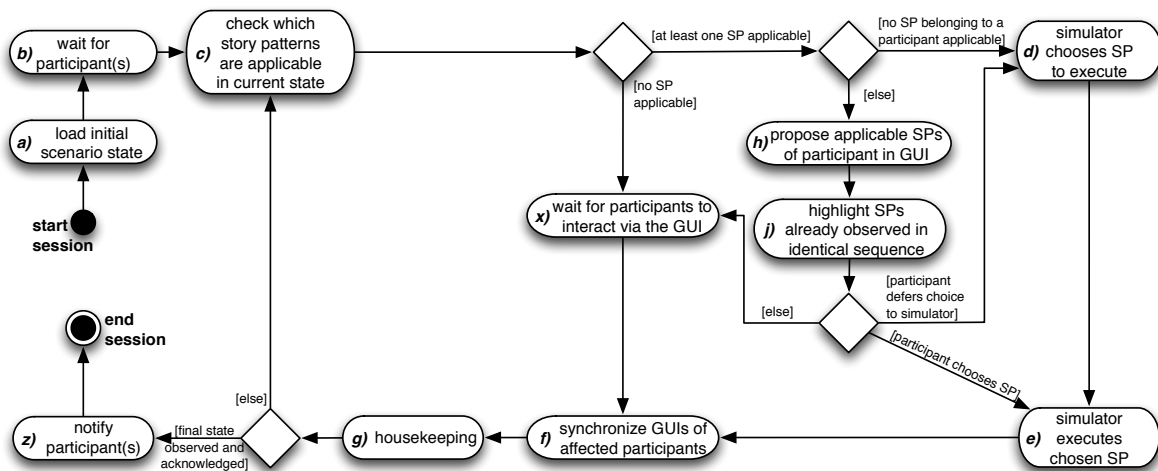 b) wait for
participant(s)
c) check which
story patterns
are applicable
in current state
[at least one SP applicable]
[no SP belonging to a
participant applicable]
d) simulator
chooses SP
to execute
[no SP
applicable]
[else]
a) load initial
scenario state
h) propose applicable SPs
of participant in GUI
start
session
x) wait for participants to
interact via the GUI
j) highlight SPs
already observed in
identical sequence
[participant
defers choice
to simulator]
[else]
end
session
[participant chooses SP]
[else]
z) notify
participant(s)
[final state
observed and
acknowledged]
g) housekeeping
f) synchronize GUIs of
affected participants
e) simulator
executes
chosen SP